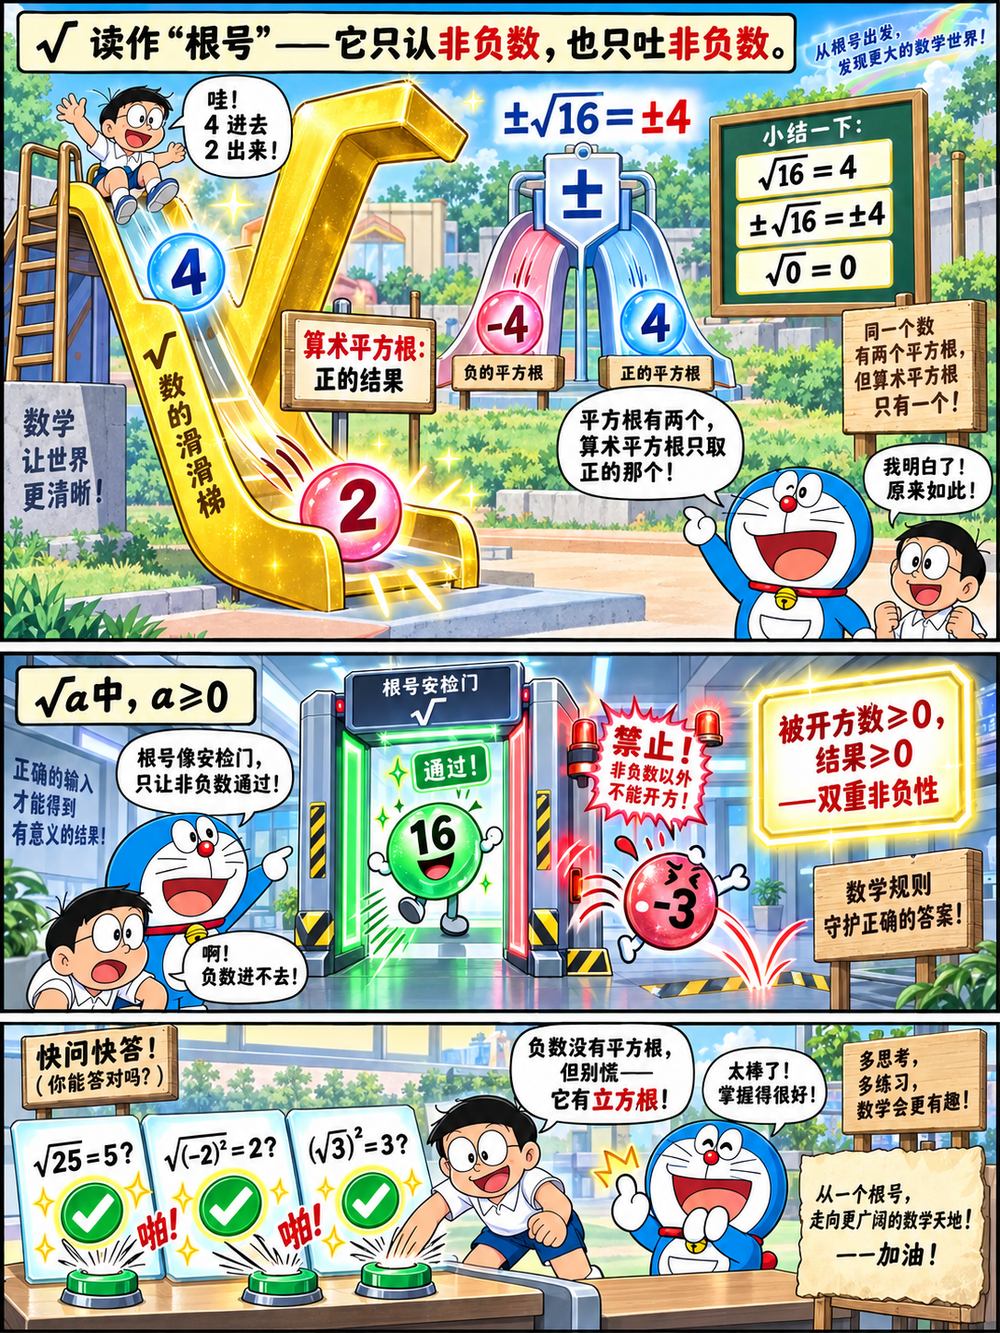 √ 读作“根号”——它只认非负数，也只吐非负数。
从根号出发，
发现更大的数学世界！
哇！
4 进去
2 出来！
4
√ 数的滑滑梯
2
算术平方根：
正的结果
数学
让世界
更清晰！
±√16=±4
±
-4
4
负的平方根
正的平方根
小结一下：
√16=4
±√16=±4
√0=0
同一个数
有两个平方根，
但算术平方根
只有一个！
平方根有两个，
算术平方根只取
正的那个！
我明白了！
原来如此！
√a中，a≥0
正确的输入
才能得到
有意义的结果！
根号像安检门，
只让非负数通过！
啊！
负数进不去！
根号安检门
√
通过！
16
禁止！
非负数以外
不能开方！
-3
被开方数≥0，
结果≥0
——双重非负性
数学规则
守护正确的答案！
快问快答！
（你能答对吗？）
√25=5?
√(-2)²=2?
(√3)²=3?
啪！
啪！
负数没有平方根，
但别慌——
它有立方根！
太棒了！
掌握得很好！
多思考，
多练习，
数学会更有趣！
从一个根号，
走向更广阔的数学天地！
——加油！